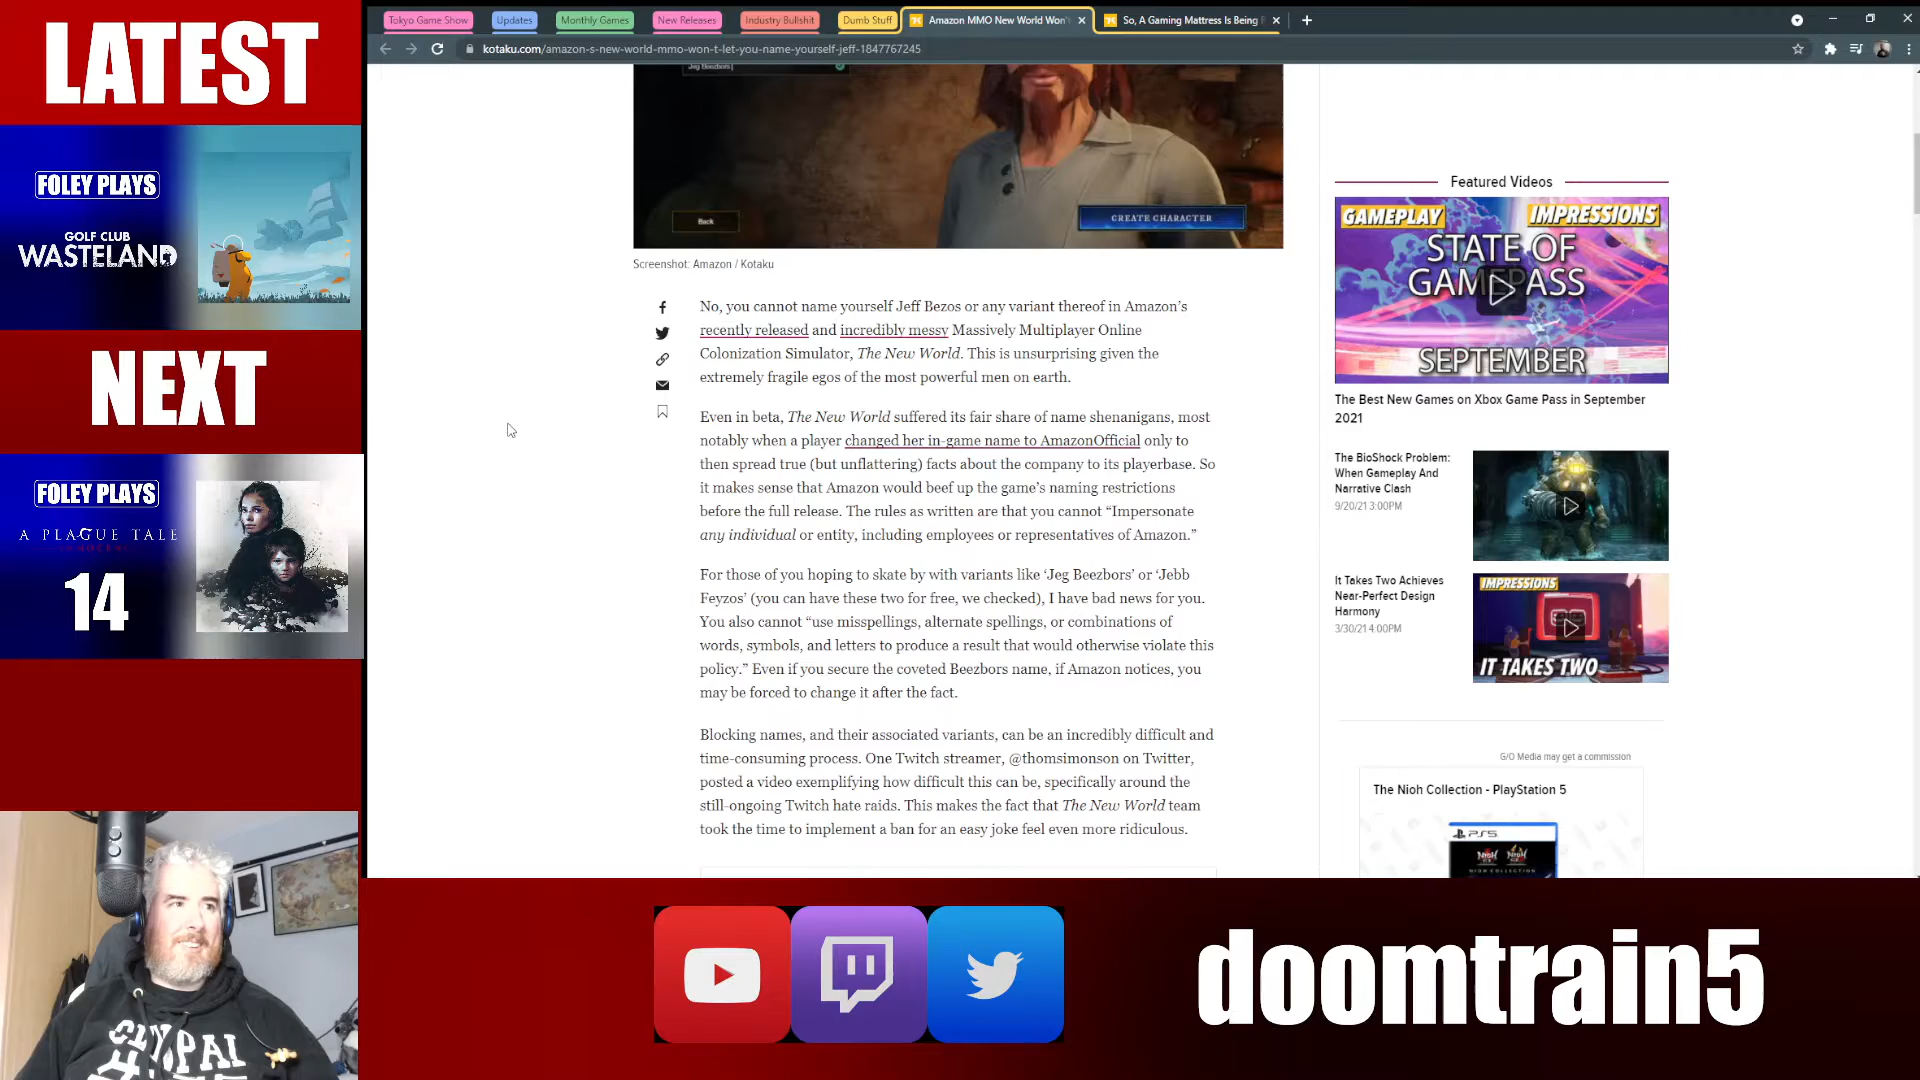 LATEST
FOLEY PLAYS
GOLF CLUB
WASTELAND
NEXT
FOLEY PLAYS
A PLAGUE TALE
14
Tokyo Game Show
Updates
Monthly Games
New Releases
Industry Bullshit
Dumb Stuff
Amazon MMO New World Won'
So, A Gaming Mattress Is Being
kotaku.com/amazon-s-new-world-mmo-won-t-let-you-name-yourself-jeff-1847767245
Jeg Beezbors
Back
CREATE CHARACTER
Screenshot: Amazon / Kotaku
No, you cannot name yourself Jeff Bezos or any variant thereof in Amazon's
recently released and incredibly messy Massively Multiplayer Online
Colonization Simulator, The New World. This is unsurprising given the
extremely fragile egos of the most powerful men on earth.
Even in beta, The New World suffered its fair share of name shenanigans, most
notably when a player changed her in-game name to AmazonOfficial only to
then spread true (but unflattering) facts about the company to its playerbase. So
it makes sense that Amazon would beef up the game's naming restrictions
before the full release. The rules as written are that you cannot “Impersonate
any individual or entity, including employees or representatives of Amazon.”
For those of you hoping to skate by with variants like ‘Jeg Beezbors’ or ‘Jebb
Feyzos’ (you can have these two for free, we checked), I have bad news for you.
You also cannot “use misspellings, alternate spellings, or combinations of
words, symbols, and letters to produce a result that would otherwise violate this
policy.” Even if you secure the coveted Beezbors name, if Amazon notices, you
may be forced to change it after the fact.
Blocking names, and their associated variants, can be an incredibly difficult and
time-consuming process. One Twitch streamer, @thomsimonson on Twitter,
posted a video exemplifying how difficult this can be, specifically around the
still-ongoing Twitch hate raids. This makes the fact that The New World team
took the time to implement a ban for an easy joke feel even more ridiculous.
Featured Videos
GAMEPLAY
IMPRESSIONS
STATE OF
GAMEPASS
SEPTEMBER
The Best New Games on Xbox Game Pass in September
2021
The BioShock Problem:
When Gameplay And
Narrative Clash
9/20/21 3:00PM
It Takes Two Achieves
Near-Perfect Design
Harmony
3/30/21 4:00PM
IMPRESSIONS
IT TAKES TWO
G/O Media may get a commission
The Nioh Collection - PlayStation 5
PS5
doomtrain5